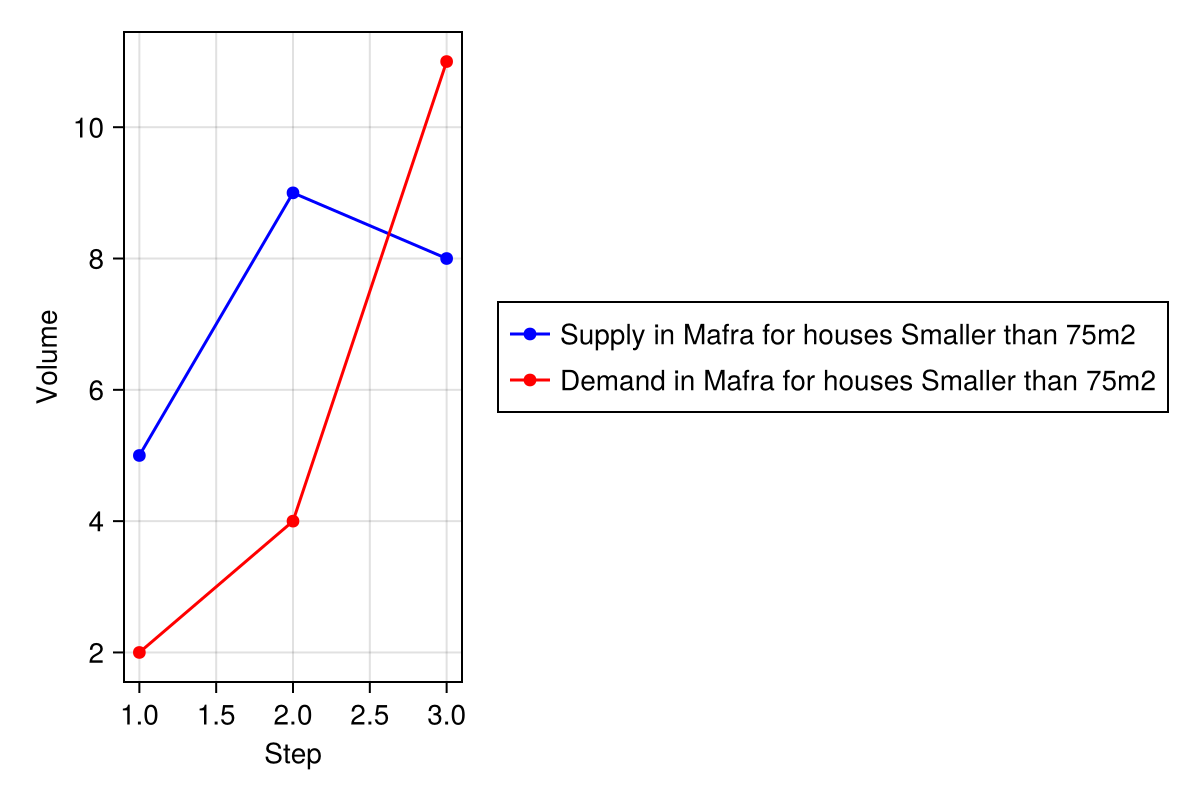 10
8
6
4
2
Volume
1.0 1.5 2.0 2.5 3.0
Step
Supply in Mafra for houses Smaller than 75m2
Demand in Mafra for houses Smaller than 75m2